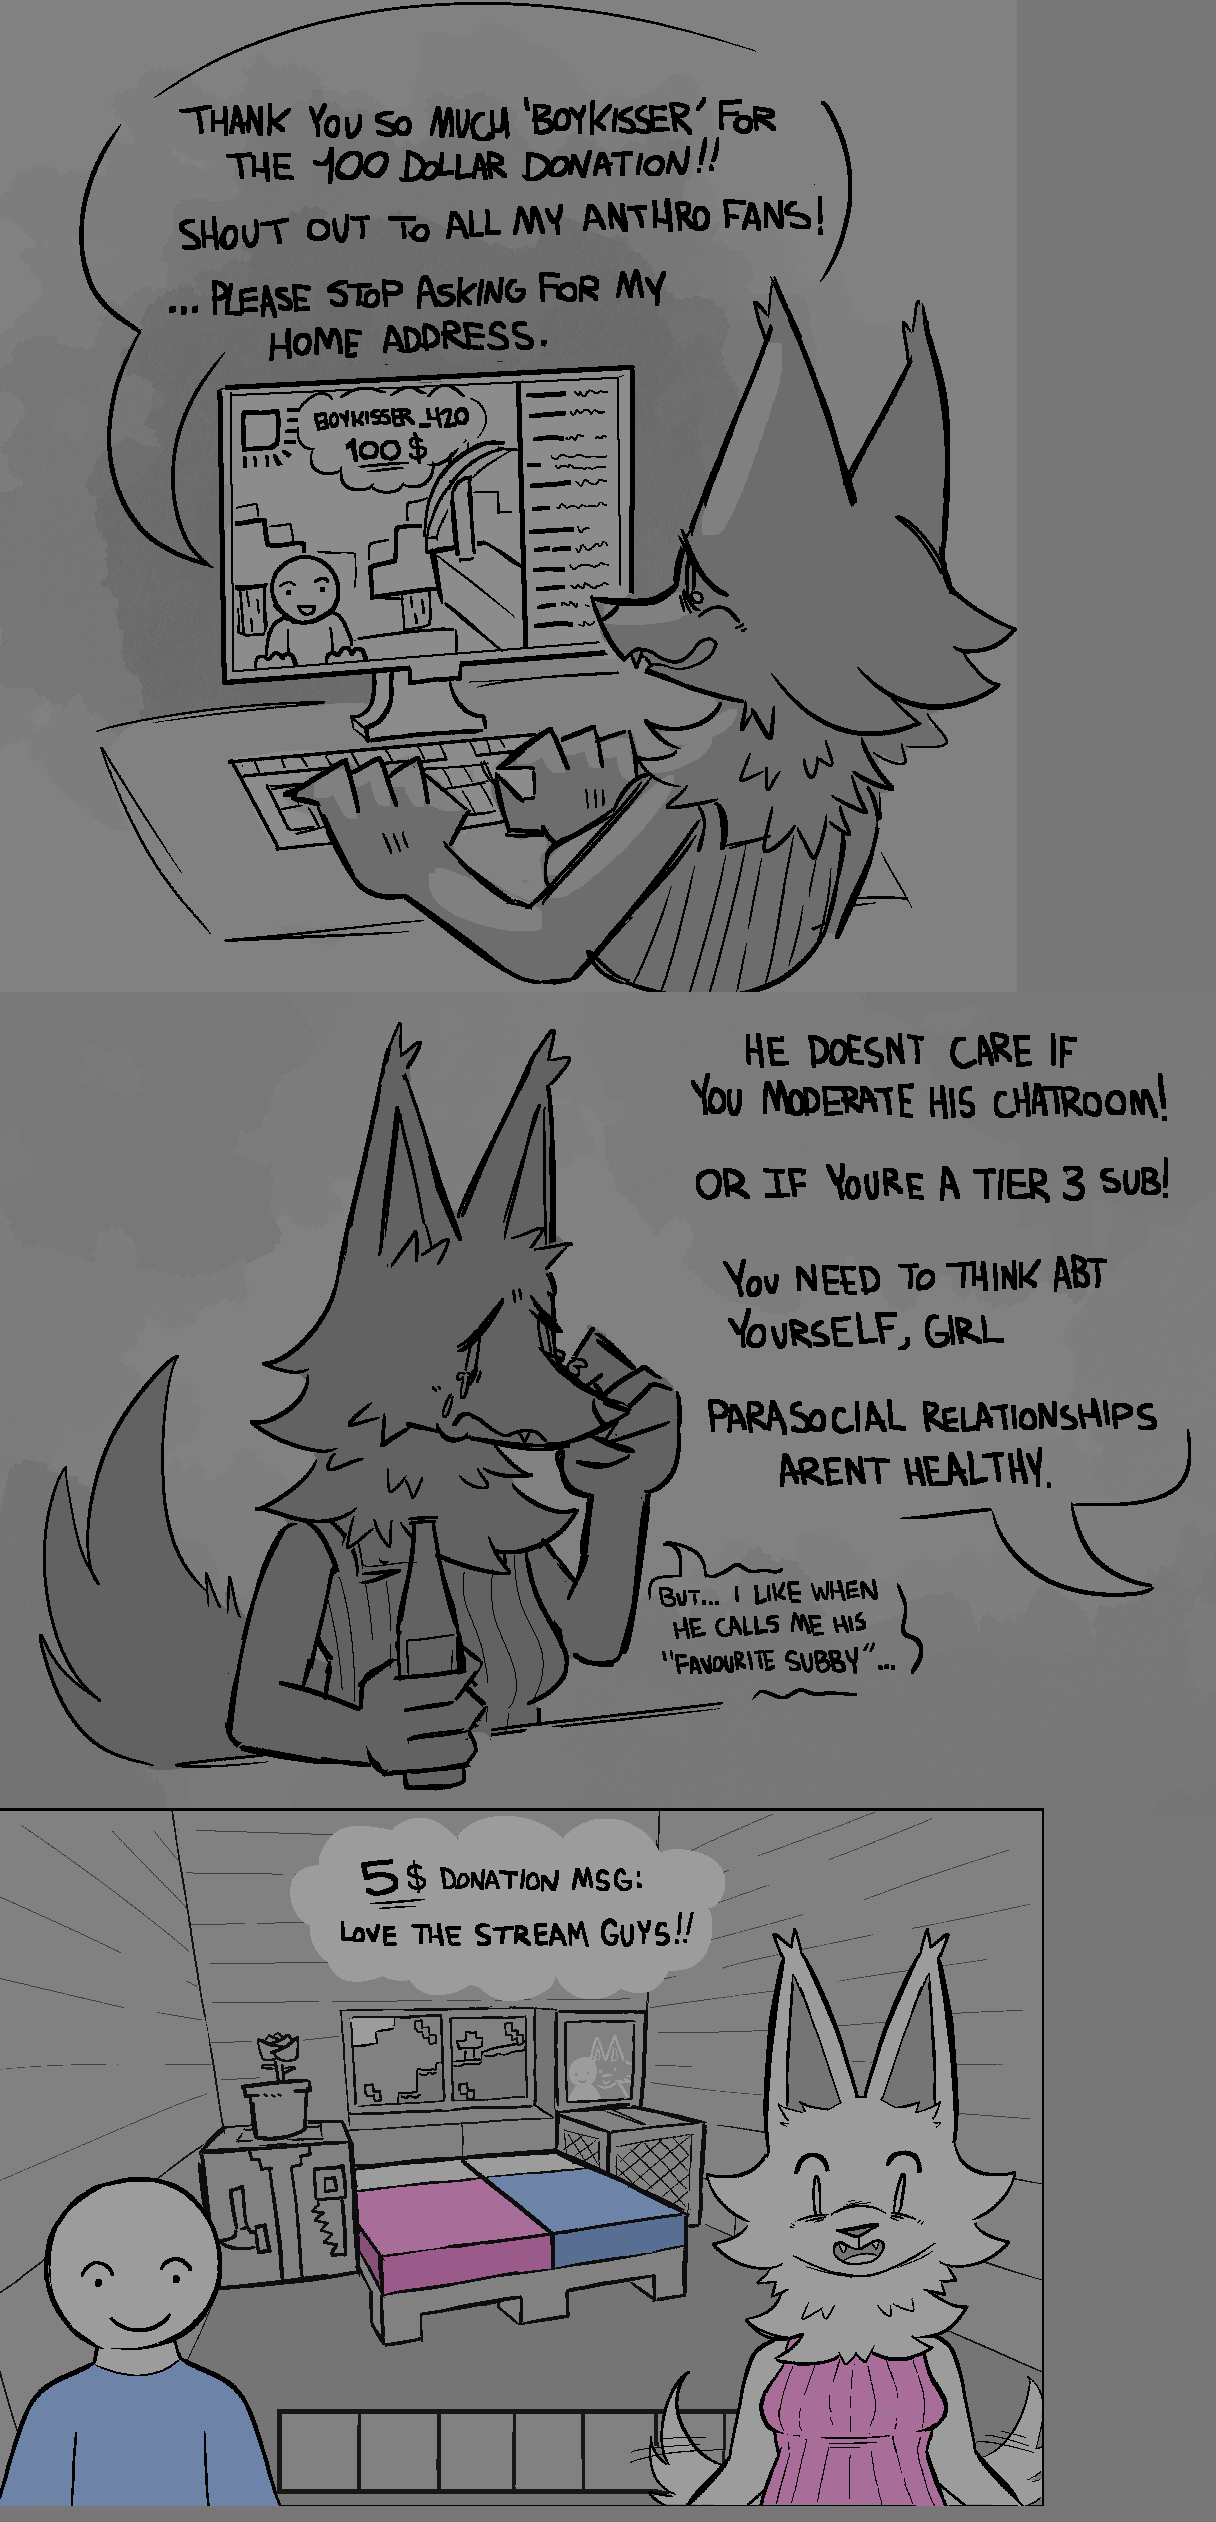 THANK YOU SO MUCH 'BOYKISSER' FOR
THE 100 DOLLAR DONATION!!
SHOUT OUT TO ALL MY ANTHRO FANS!
... PLEASE STOP ASKING FOR MY
HOME ADDRESS.
BOYKISSER_420
100$
HE DOESNT CARE IF
YOU MODERATE HIS CHATROOM!
OR IF YOURE A TIER 3 SUB!
YOU NEED TO THINK ABT
YOURSELF, GIRL
PARASOCIAL RELATIONSHIPS
ARENT HEALTHY.
BUT... I LIKE WHEN
HE CALLS ME HIS
"FAVOURITE SUBBY"...
5$ DONATION MSG:
LOVE THE STREAM GUYS!!